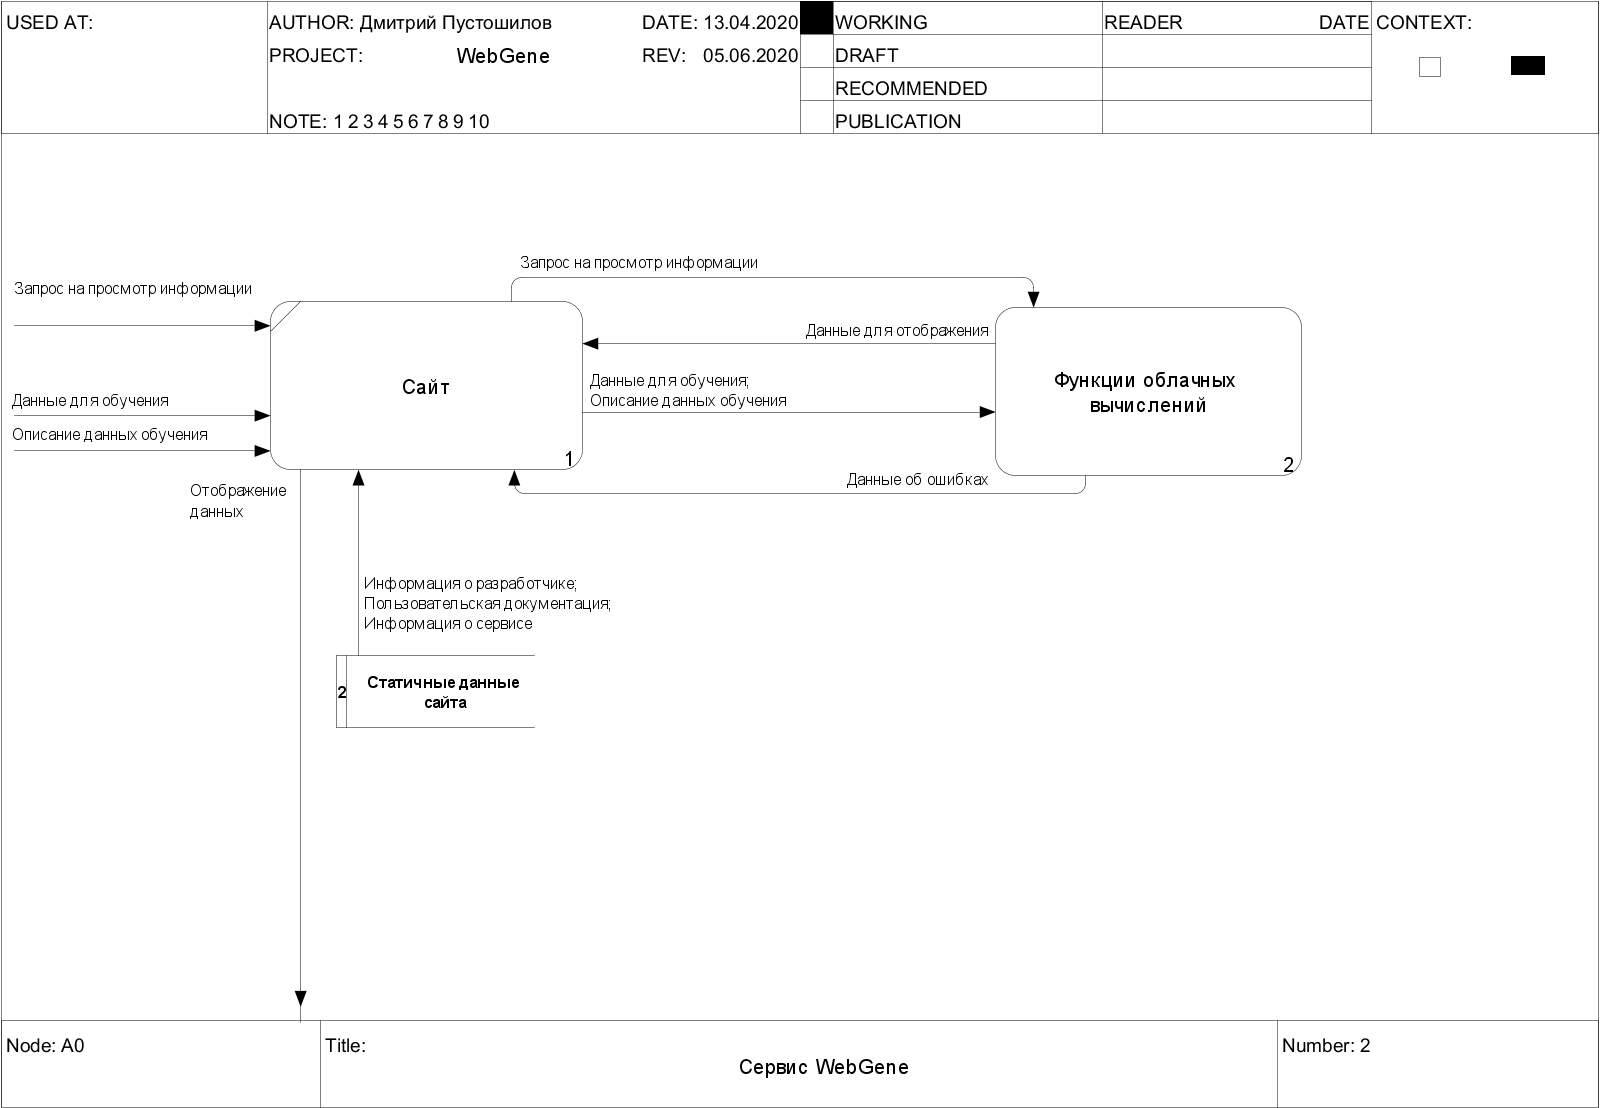 USED AT:
AUTHOR: Дмитрий Пустошилов
DATE: 13.04.2020
WORKING
READER
DATE
CONTEXT:
PROJECT:
WebGene
REV: 05.06.2020
DRAFT
RECOMMENDED
NOTE: 1 2 3 4 5 6 7 8 9 10
PUBLICATION
Запрос на просмотр информации
Запрос на просмотр информации
Данные для отображения
Сайт
1
Данные для обучения;
Описание данных обучения
Функции облачных
вычислений
2
Данные для обучения
Описание данных обучения
Данные об ошибках
Отображение
данных
Информация о разработчике;
Пользовательская документация;
Информация о сервисе
2
Статичные данные
сайта
Node: A0
Title:
Сервис WebGene
Number: 2